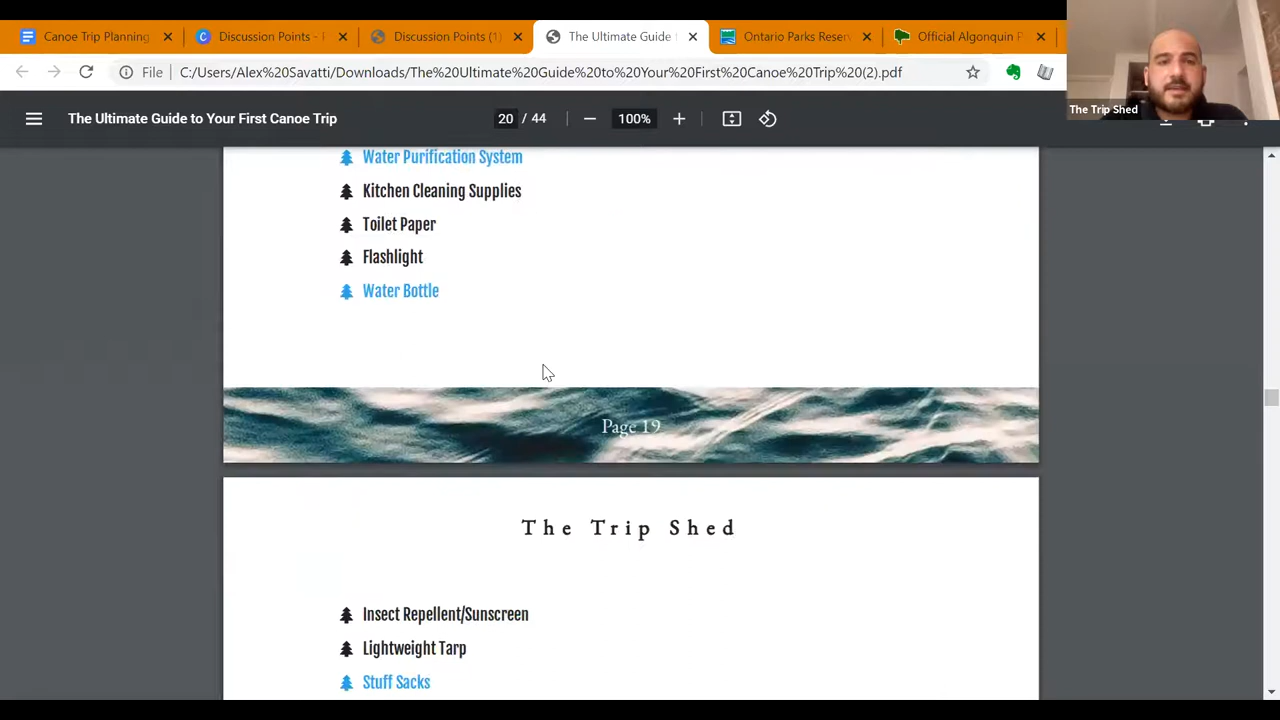 Canoe Trip Planning
Discussion Points -
Discussion Points (1)
The Ultimate Guide
Ontario Parks Reser
Official Algonquin P
File
C:/Users/Alex%20Savatti/Downloads/The%20Ultimate%20Guide%20to%20Your%20First%20Canoe%20Trip%20(2).pdf
The Trip Shed
The Ultimate Guide to Your First Canoe Trip
20 / 44
100%
Water Purification System
Kitchen Cleaning Supplies
Toilet Paper
Flashlight
Water Bottle
Page 19
The Trip Shed
Insect Repellent/Sunscreen
Lightweight Tarp
Stuff Sacks